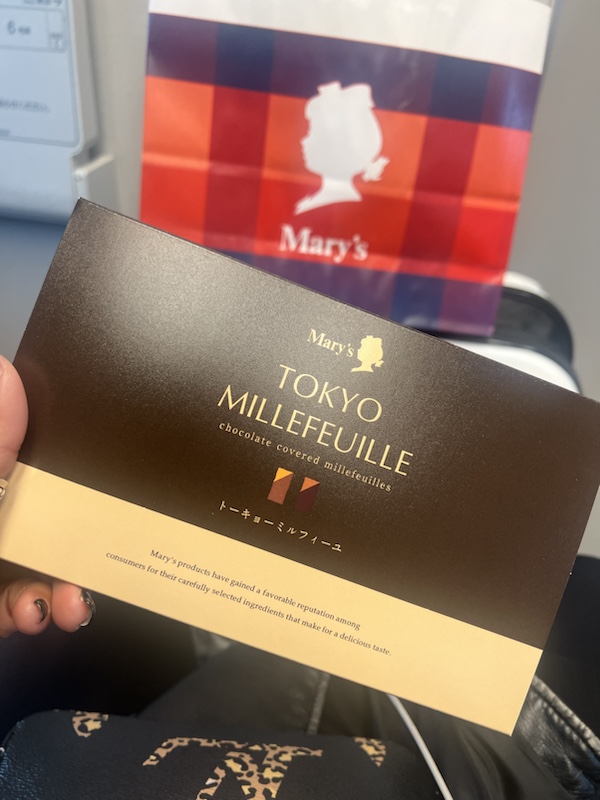 Mary's
Mary's
TOKYO
MILLEFEUILLE
chocolate covered millefeuilles
トーキョーミルフィーユ
Mary's products have gained a favorable reputation among
consumers for their carefully selected ingredients that make for a delicious taste.